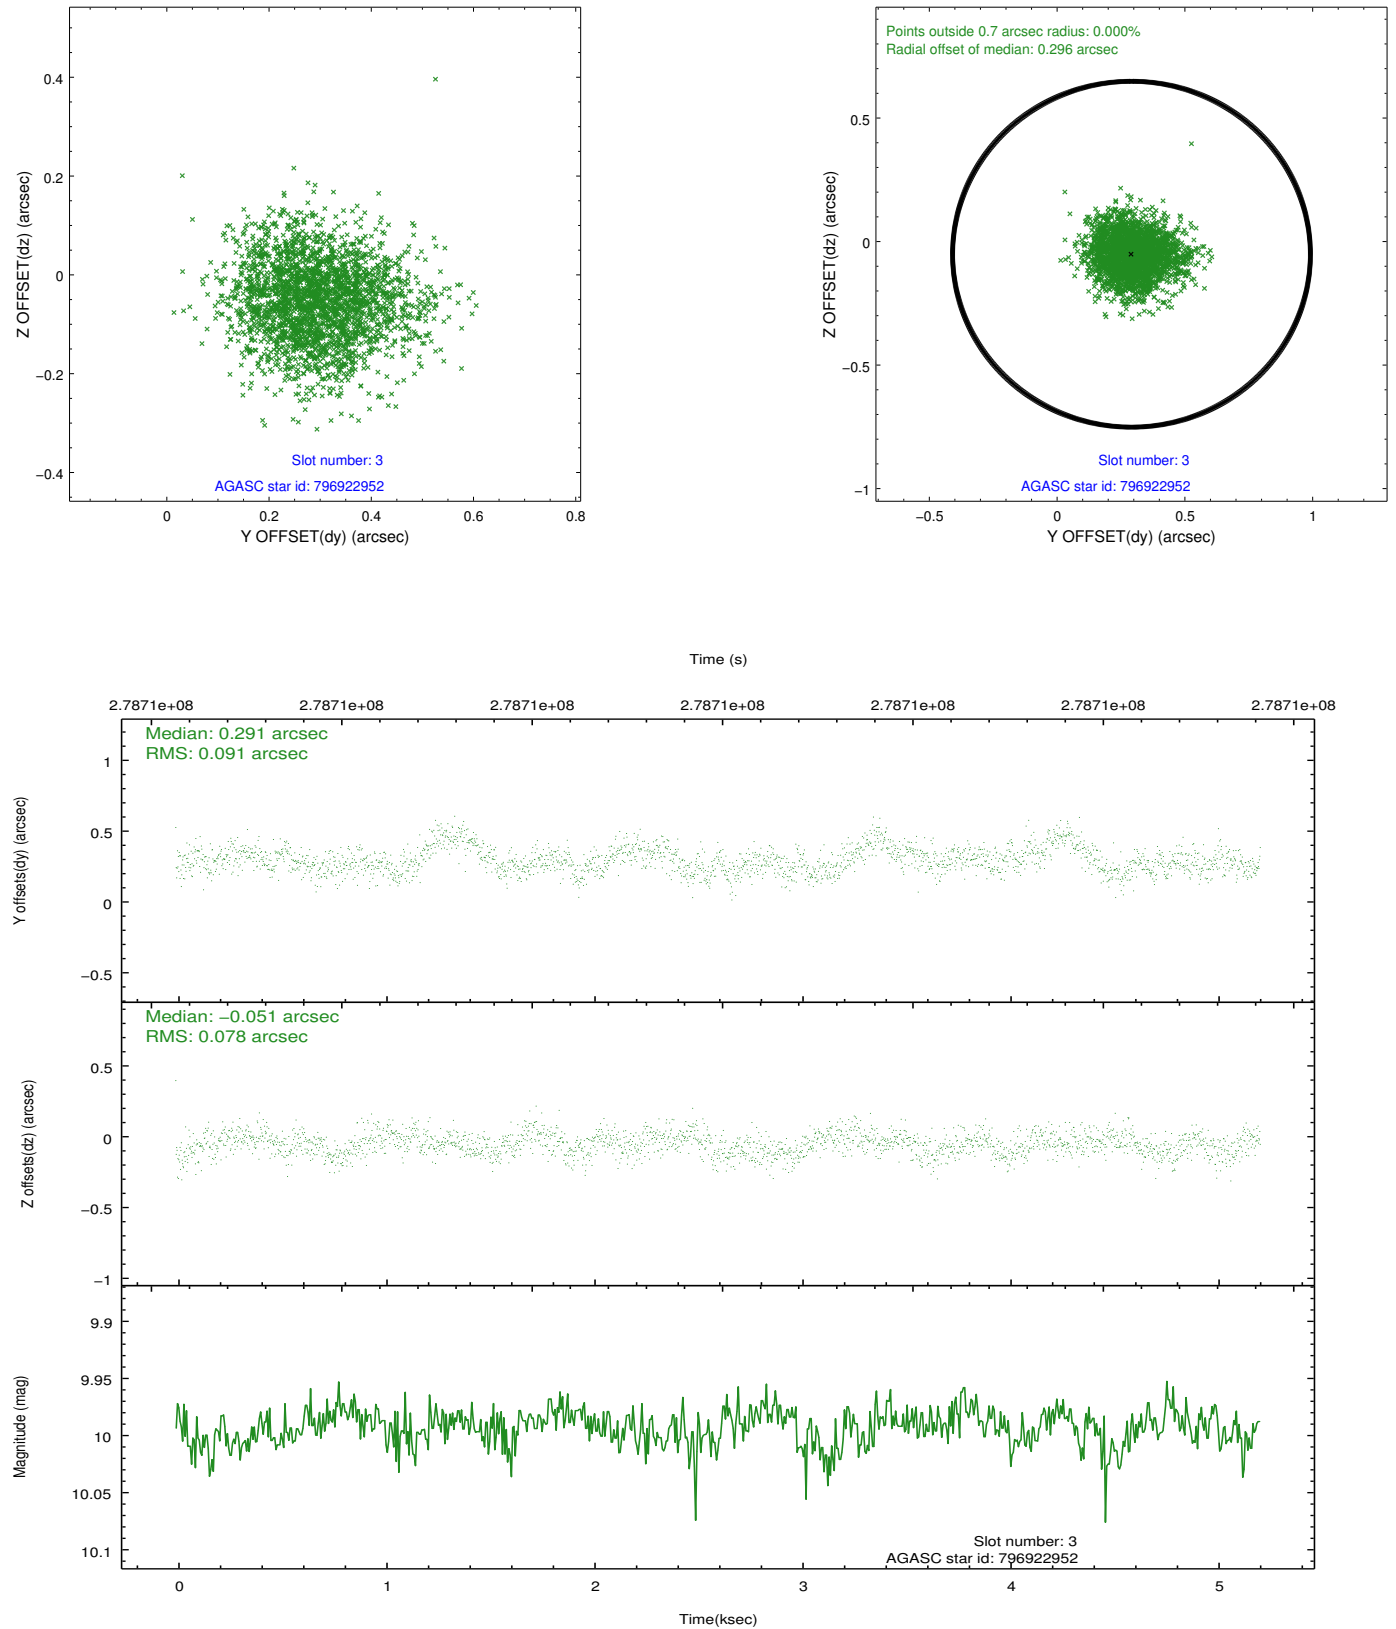 0.4
0.2
0
−0.2
−0.4
Z OFFSET(dz) (arcsec)
Slot number: 3
AGASC star id: 796922952
0 0.2 0.4 0.6 0.8
Y OFFSET(dy) (arcsec)
Points outside 0.7 arcsec radius: 0.000%
Radial offset of median: 0.296 arcsec
0.5
0
−0.5
−1
Z OFFSET(dz) (arcsec)
Slot number: 3
AGASC star id: 796922952
−0.5 0 0.5 1
Y OFFSET(dy) (arcsec)
Time (s)
2.7871e+08 2.7871e+08 2.7871e+08 2.7871e+08 2.7871e+08 2.7871e+08 2.7871e+08
Median: 0.291 arcsec
RMS: 0.091 arcsec
1
0.5
0
−0.5
Y offsets(dy) (arcsec)
Median: −0.051 arcsec
RMS: 0.078 arcsec
0.5
0
−0.5
−1
Z offsets(dz) (arcsec)
9.9
9.95
10
10.05
10.1
Magnitude (mag)
Slot number: 3
AGASC star id: 796922952
0 1 2 3 4 5
Time(ksec)